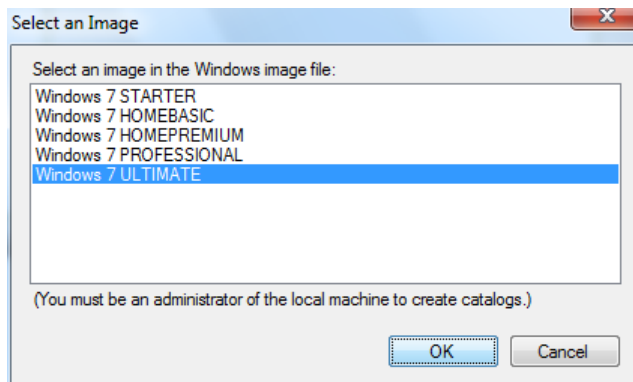 Select an Image
Select an image in the Windows image file:
Windows 7 STARTER
Windows 7 HOMEBASIC
Windows 7 HOMEPREMIUM
Windows 7 PROFESSIONAL
Windows 7 ULTIMATE
(You must be an administrator of the local machine to create catalogs.)
OK Cancel